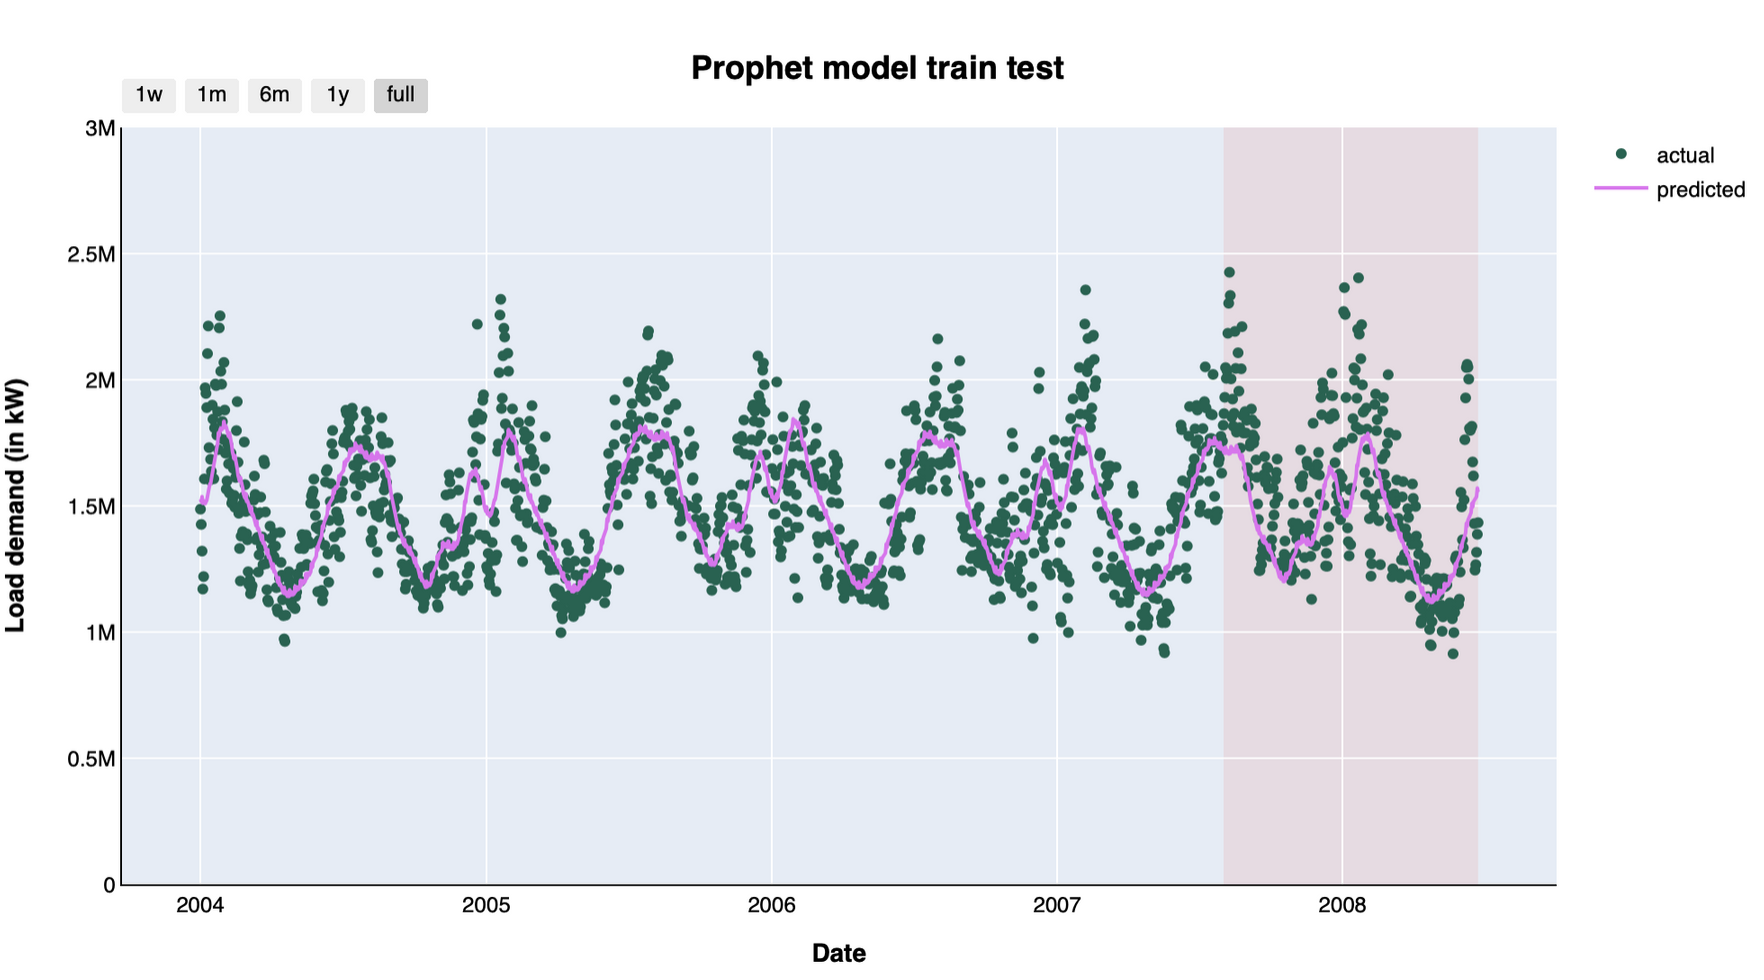 Prophet model train test
1w 1m 6m 1y full
3M
2.5M
2M
1.5M
1M
0.5M
0
Load demand (in kW)
2004 2005 2006 2007 2008
Date
actual
predicted